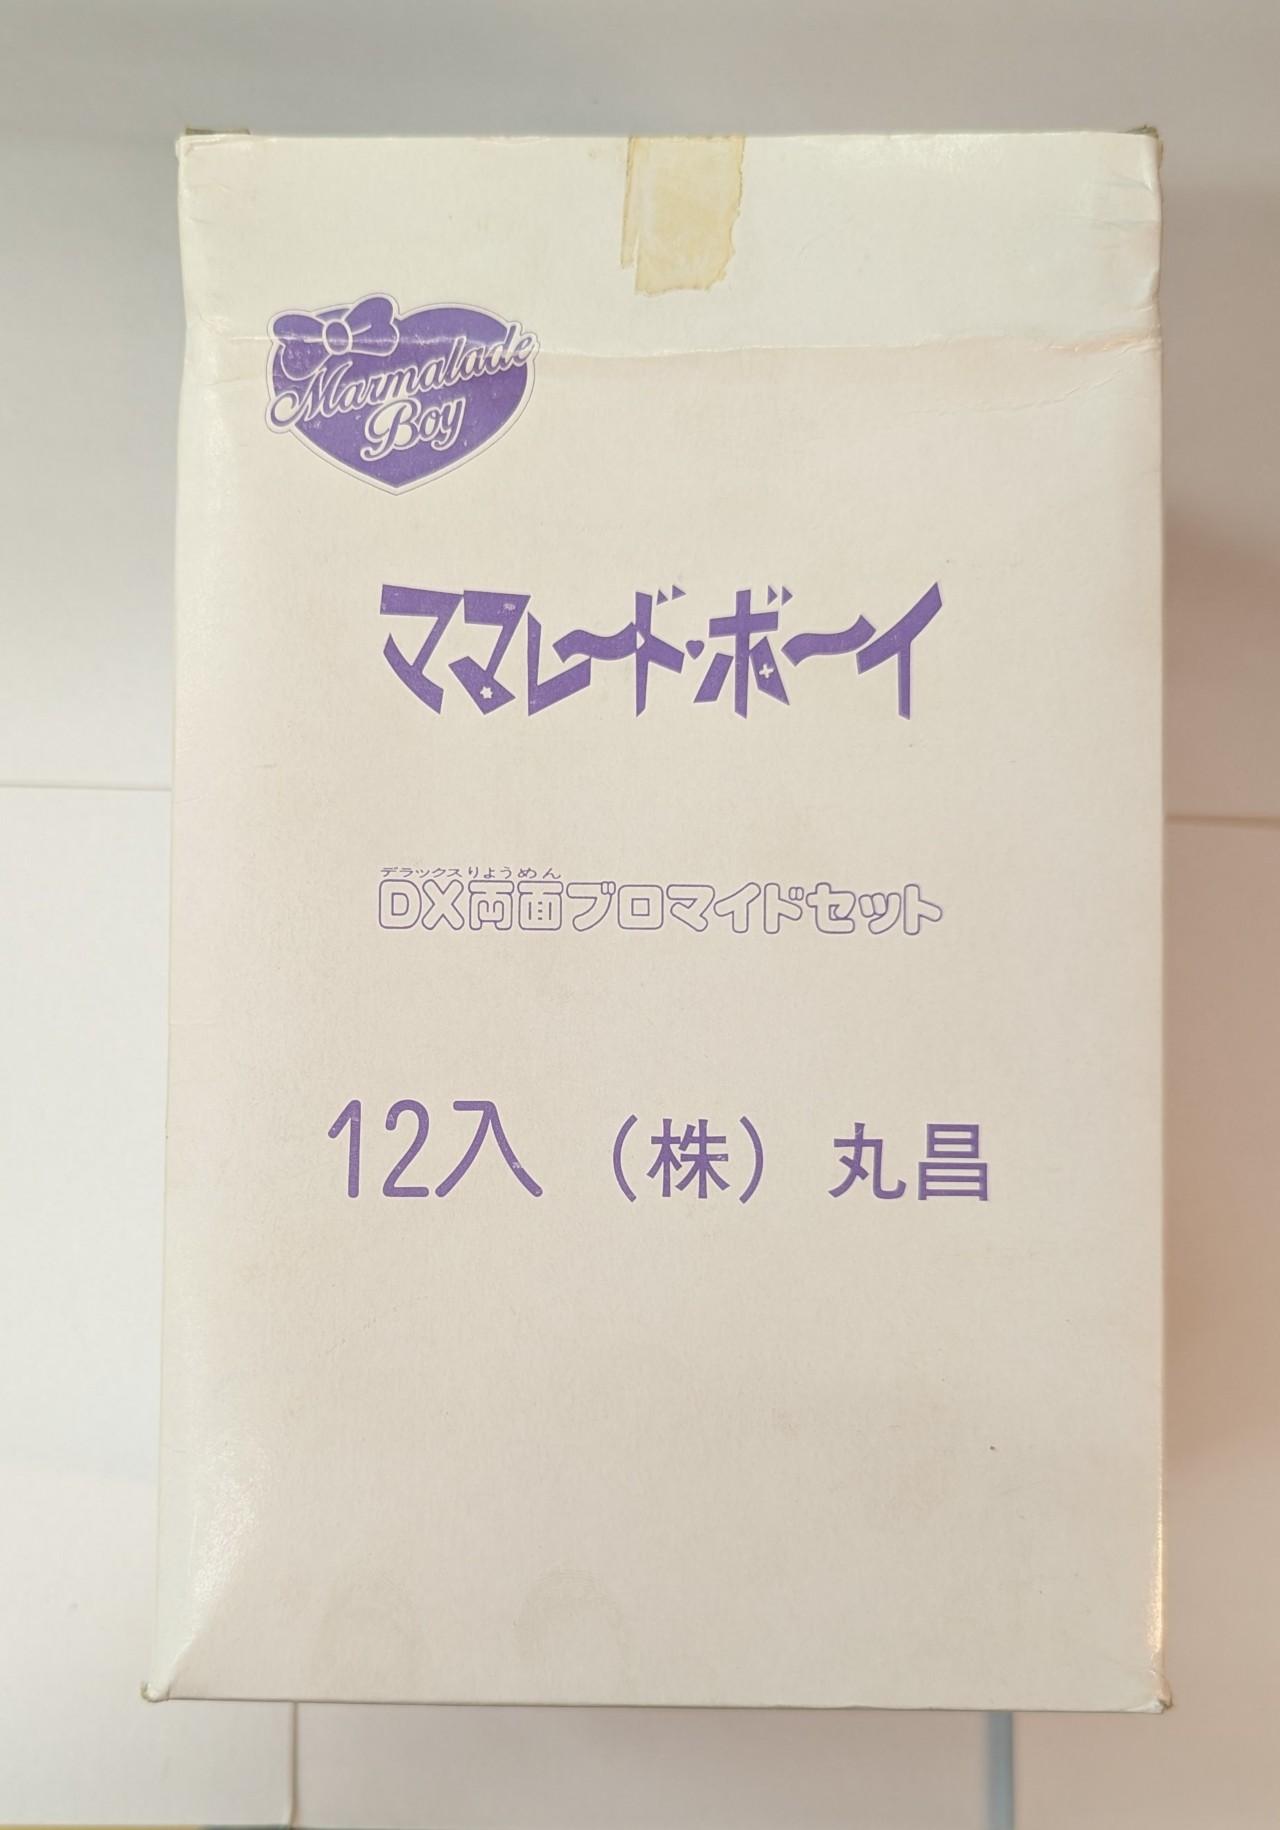 Marmalade
Boy
ママレード・ボーイ
デラックスりょうめん
DX両面ブロマイドセット
12入（株）丸昌